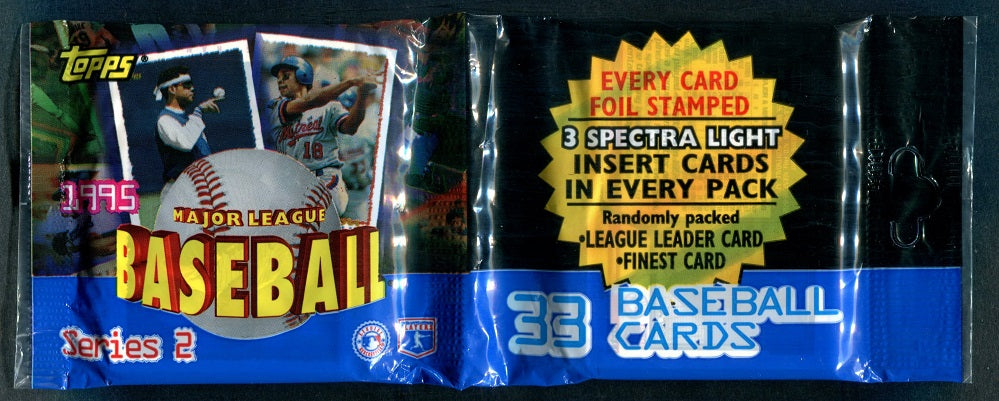 TOPPS
1995
MAJOR LEAGUE
BASEBALL
Series 2
18
EVERY CARD
FOIL STAMPED
3 SPECTRA LIGHT
INSERT CARDS
IN EVERY PACK
Randomly packed
•LEAGUE LEADER CARD
•FINEST CARD
33 BASEBALL
CARDS